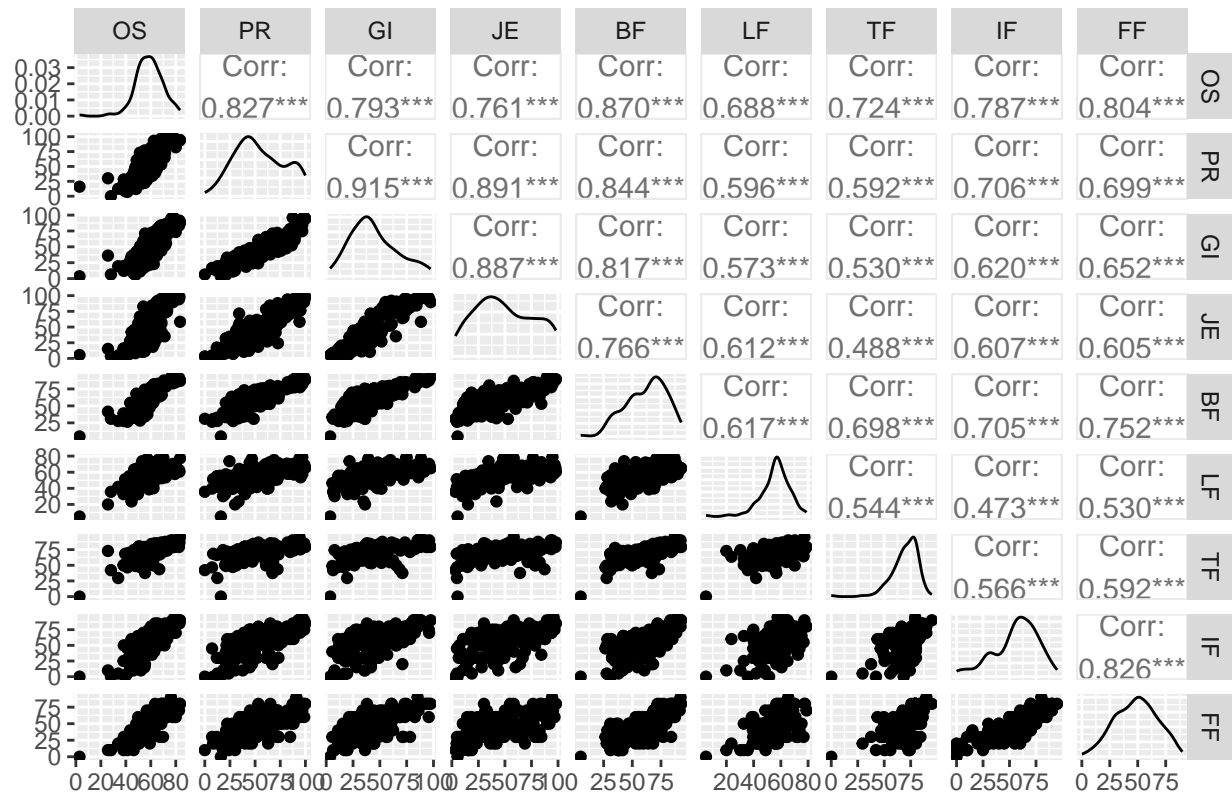 OS PR GI JE BF LF TF IF FF
0.03 Corr: Corr: Corr: Corr: Corr: Corr: Corr: Corr: OS
0.02
0.01 0.827*** 0.793*** 0.761*** 0.870*** 0.688*** 0.724*** 0.787*** 0.804***
0.00
100 Corr: Corr: Corr: Corr: Corr: Corr: Corr: PR
75
50
25 0.915*** 0.891*** 0.844*** 0.596*** 0.592*** 0.706*** 0.699***
0
100 Corr: Corr: Corr: Corr: Corr: Corr: GI
75
50
25 0.887*** 0.817*** 0.573*** 0.530*** 0.620*** 0.652***
0
100 Corr: Corr: Corr: Corr: Corr: JE
75
50
25 0.766*** 0.612*** 0.488*** 0.607*** 0.605***
0
75 Corr: Corr: Corr: Corr: BF
50
25 0.617*** 0.698*** 0.705*** 0.752***
80 Corr: Corr: Corr: LF
60
40
20 0.544*** 0.473*** 0.530***
75 Corr: Corr: TF
50
25 0.566*** 0.592***
0
75 Corr: IF
50
25 0.826***
0
75 FF
50
25
0
0 20 40 60 80 0 25 50 75 100 0 25 50 75 100 0 25 50 75 100 25 50 75 20 40 60 80 0 25 50 75 0 25 50 75 0 25 50 75